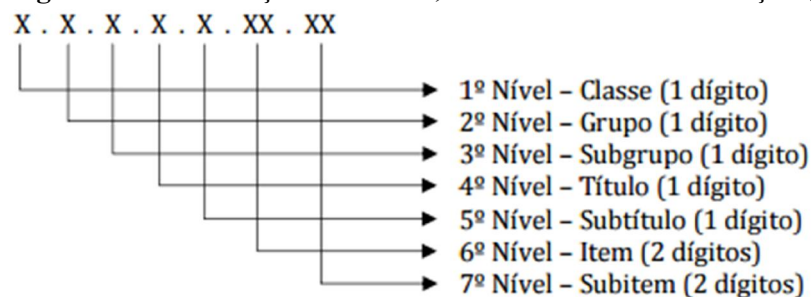 X . X . X . X . X . XX . XX
1º Nível – Classe (1 dígito)
2º Nível – Grupo (1 dígito)
3º Nível – Subgrupo (1 dígito)
4º Nível – Título (1 dígito)
5º Nível – Subtítulo (1 dígito)
6º Nível – Item (2 dígitos)
7º Nível – Subitem (2 dígitos)